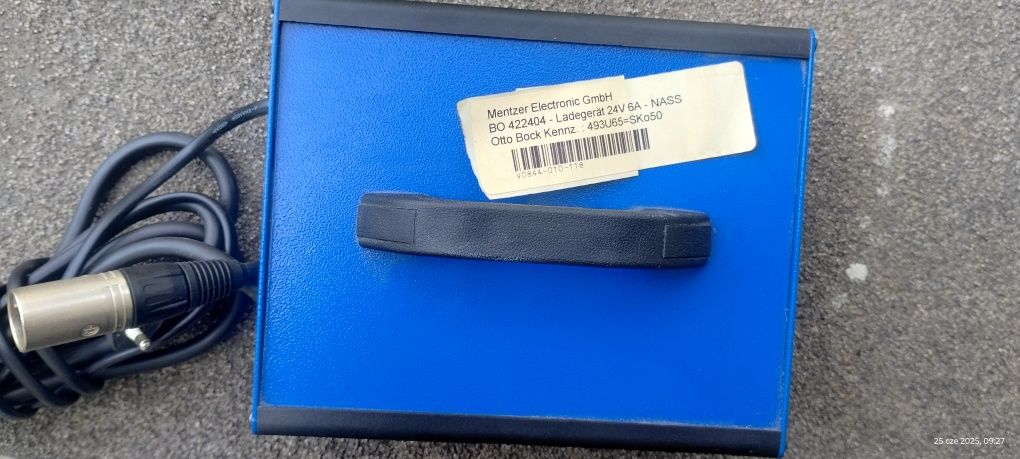 Mentzer Electronic GmbH
BO 422404 - Ladegerät 24V 6A - NASS
Otto Bock Kennz. : 493U65=SKo50
V0844-010-118
25 cze 2025, 09:27